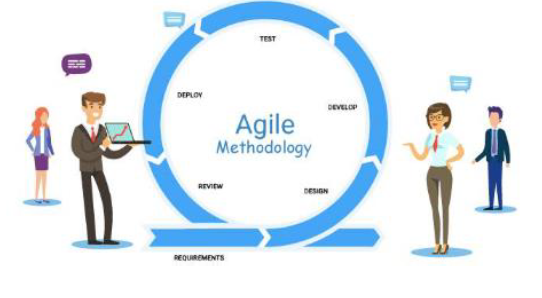 TEST
DEPLOY
DEVELOP
Agile
Methodology
REVIEW
DESIGN
REQUIREMENTS